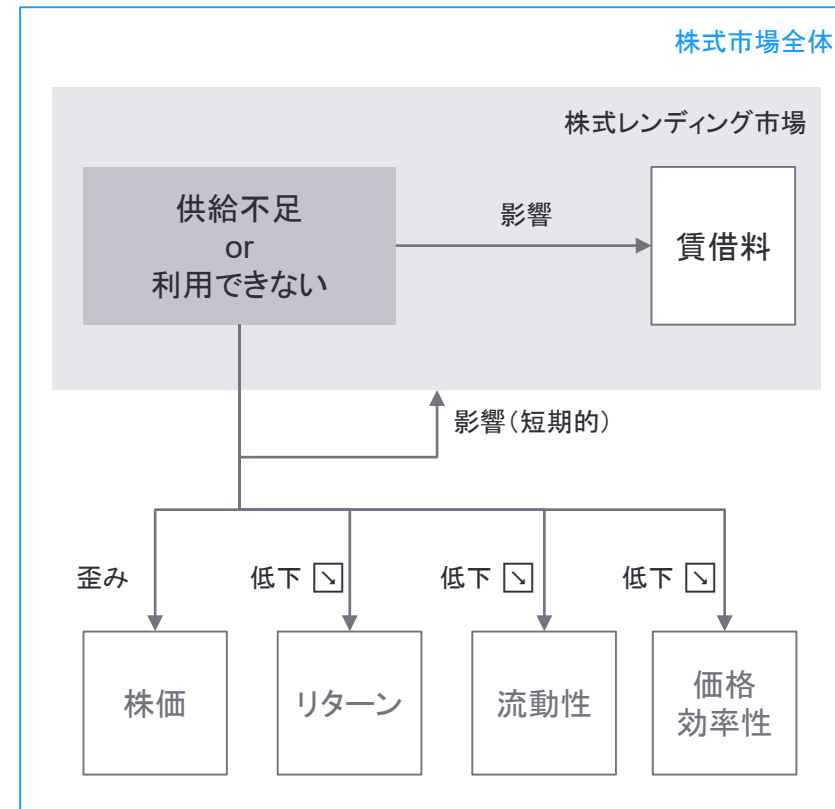 株式市場全体
株式レンディング市場
供給不足
or
利用できない
影響
賃借料
影響（短期的）
歪み
低下
低下
低下
株価
リターン
流動性
価格
効率性